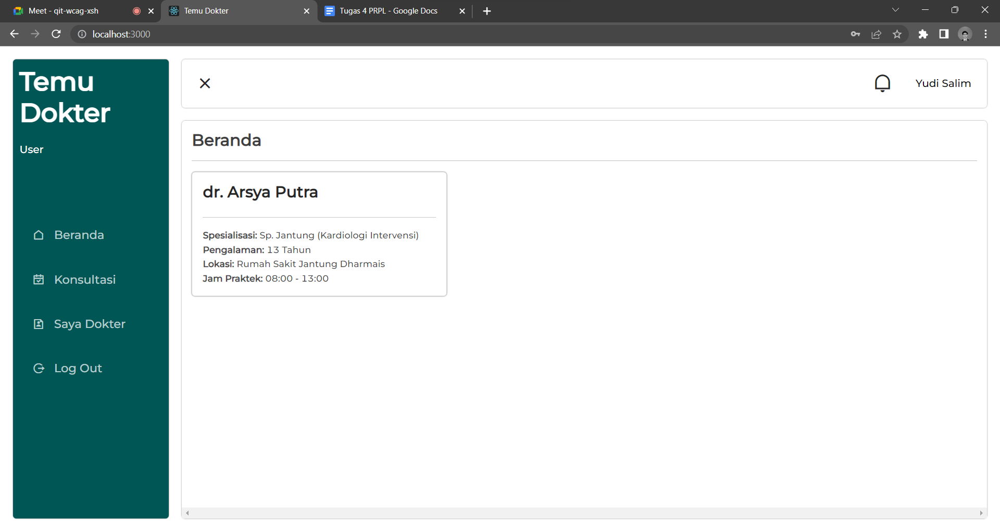 Meet - qit-wcag-xsh
Temu Dokter
Tugas 4 PRPL - Google Docs
localhost:3000
Temu
Dokter
User
Beranda
Konsultasi
Saya Dokter
Log Out
Yudi Salim
Beranda
dr. Arsya Putra
Spesialisasi: Sp. Jantung (Kardiologi Intervensi)
Pengalaman: 13 Tahun
Lokasi: Rumah Sakit Jantung Dharmais
Jam Praktek: 08:00 - 13:00